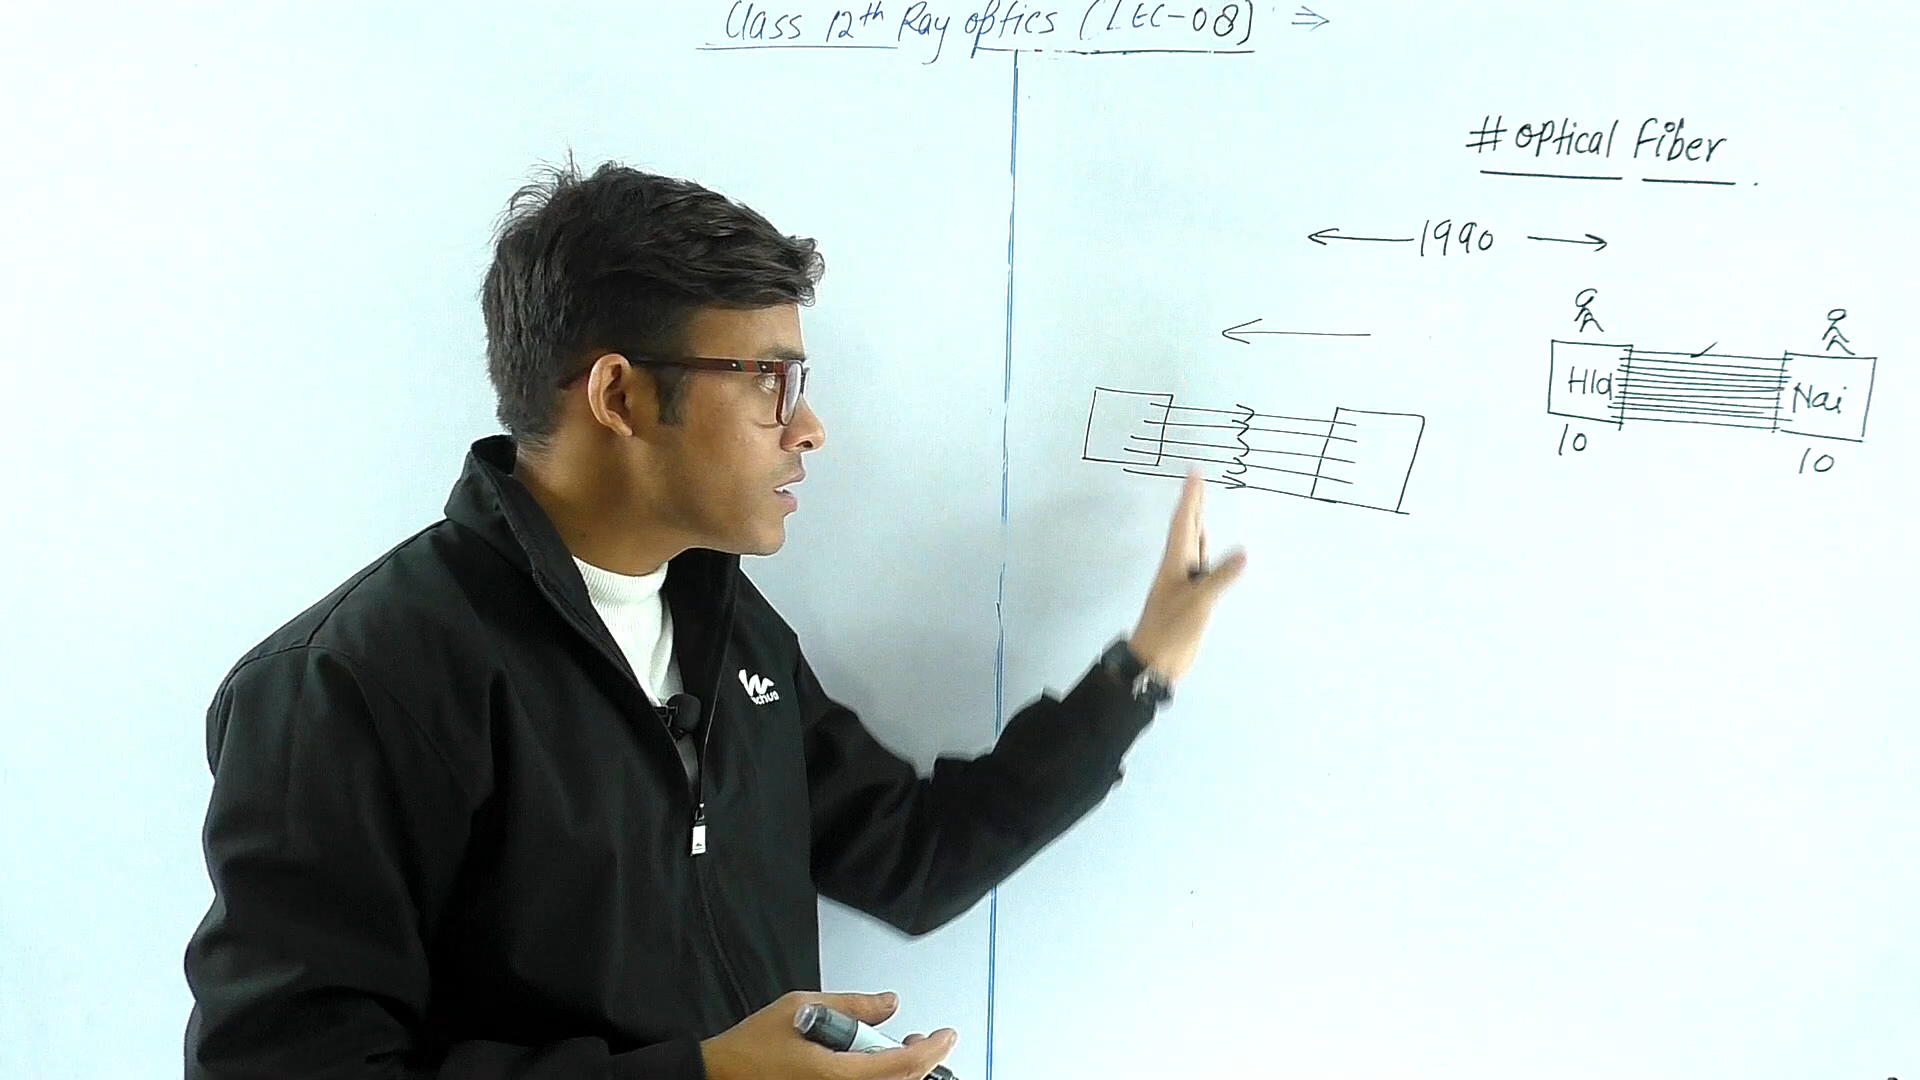 Class 12th Ray optics (LEC-08) ⇒
# optical Fiber
1990
Hld Nai
10 10